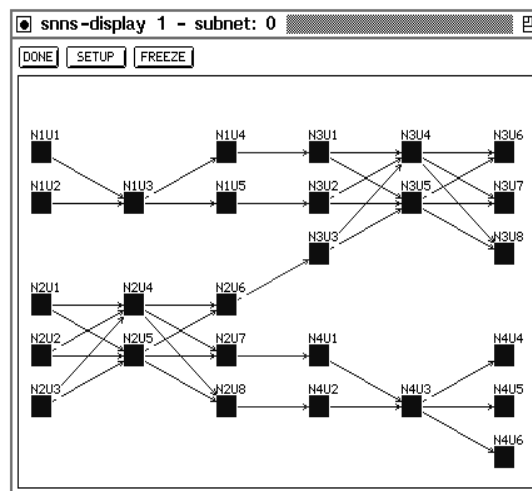 snns-display 1 - subnet: 0
DONE SETUP FREEZE
N1U1 N1U4 N3U1 N3U4 N3U6
N1U2 N1U3 N1U5 N3U2 N3U5 N3U7
N3U3 N3U8
N2U1 N2U4 N2U6
N2U2 N2U5 N2U7 N4U1 N4U4
N2U3 N2U8 N4U2 N4U3 N4U5
N4U6